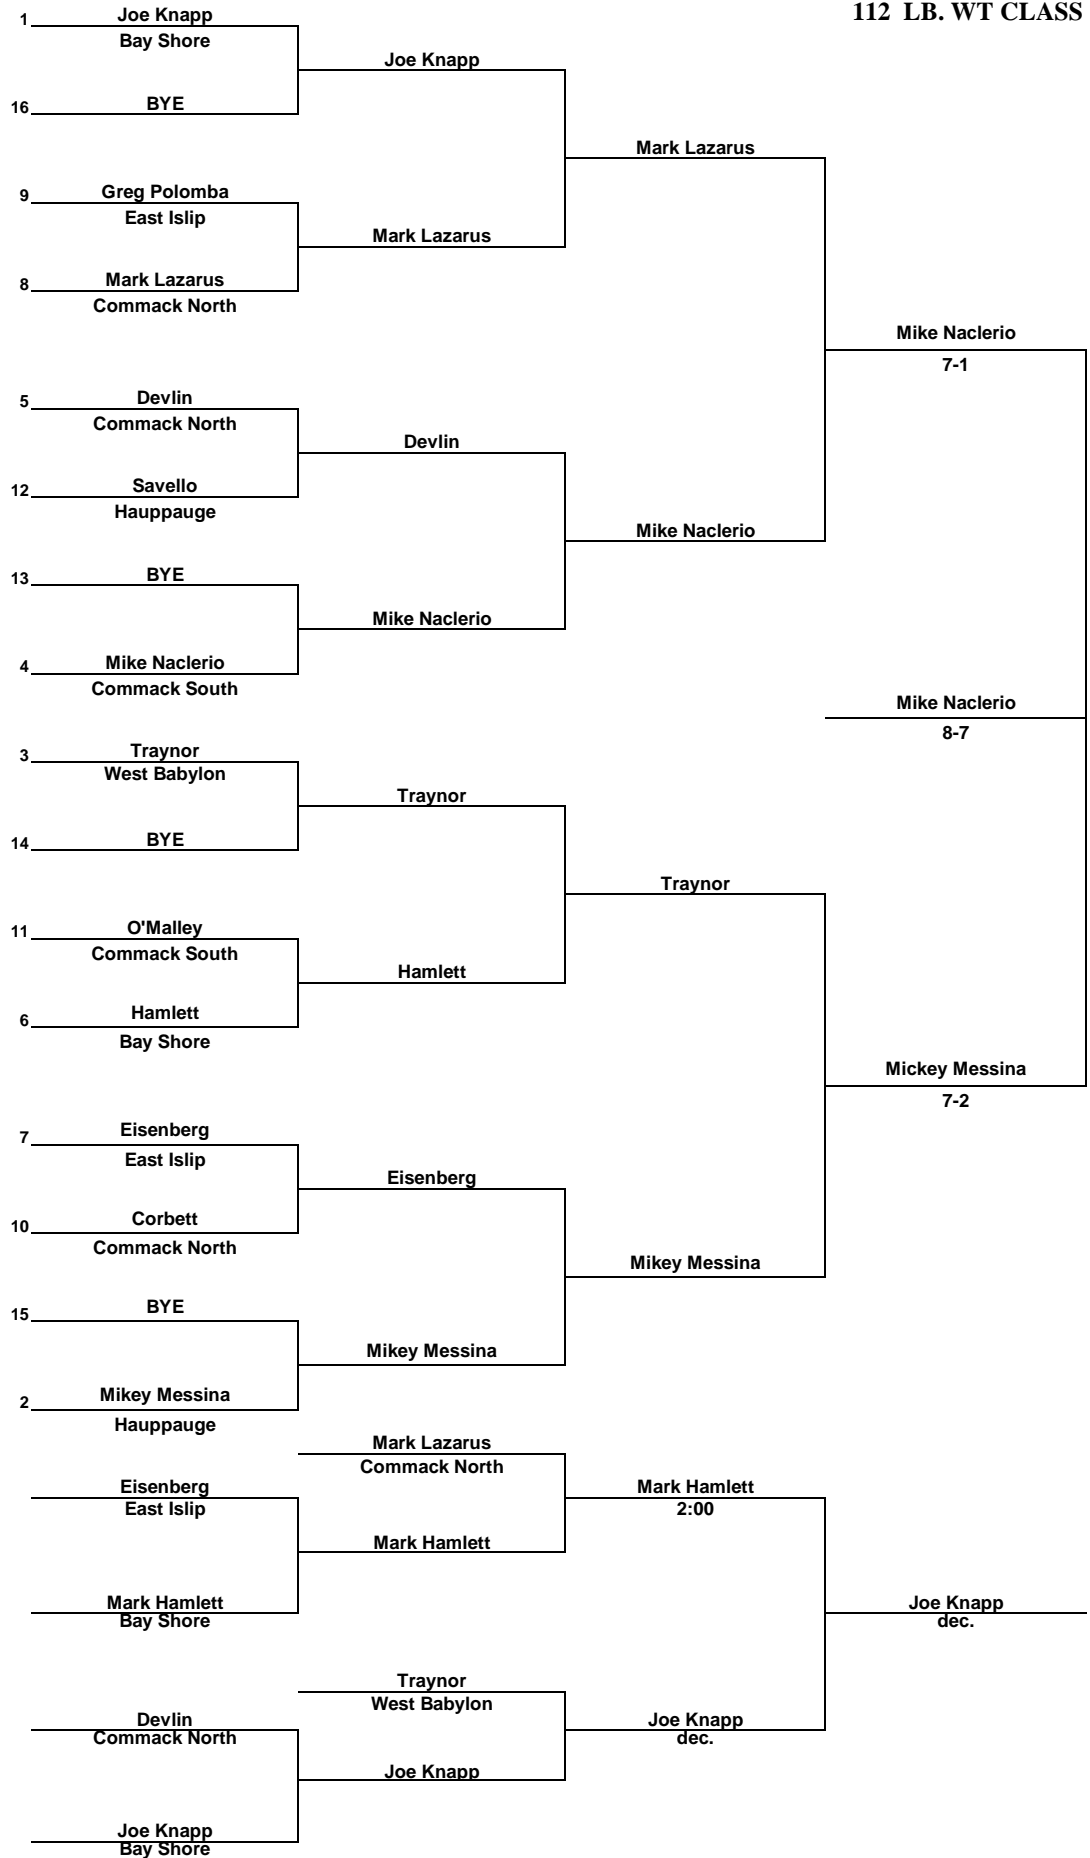 112 LB. WT CLASS
1 Joe Knapp
Bay Shore
Joe Knapp
16 BYE
Mark Lazarus
9 Greg Polomba
East Islip
Mark Lazarus
8 Mark Lazarus
Commack North
Mike Naclerio
7-1
5 Devlin
Commack North
Devlin
12 Savello
Hauppauge
Mike Naclerio
13 BYE
Mike Naclerio
4 Mike Naclerio
Commack South
Mike Naclerio
8-7
3 Traynor
West Babylon
Traynor
14 BYE
Traynor
11 O'Malley
Commack South
Hamlett
6 Hamlett
Bay Shore
Mickey Messina
7-2
7 Eisenberg
East Islip
Eisenberg
10 Corbett
Commack North
Mikey Messina
15 BYE
Mikey Messina
2 Mikey Messina
Hauppauge
Mark Lazarus
Commack North
Eisenberg
East Islip
Mark Hamlett
2:00
Mark Hamlett
Mark Hamlett
Bay Shore
Joe Knapp
dec.
Traynor
West Babylon
Devlin
Commack North
Joe Knapp
dec.
Joe Knapp
Joe Knapp
Bay Shore